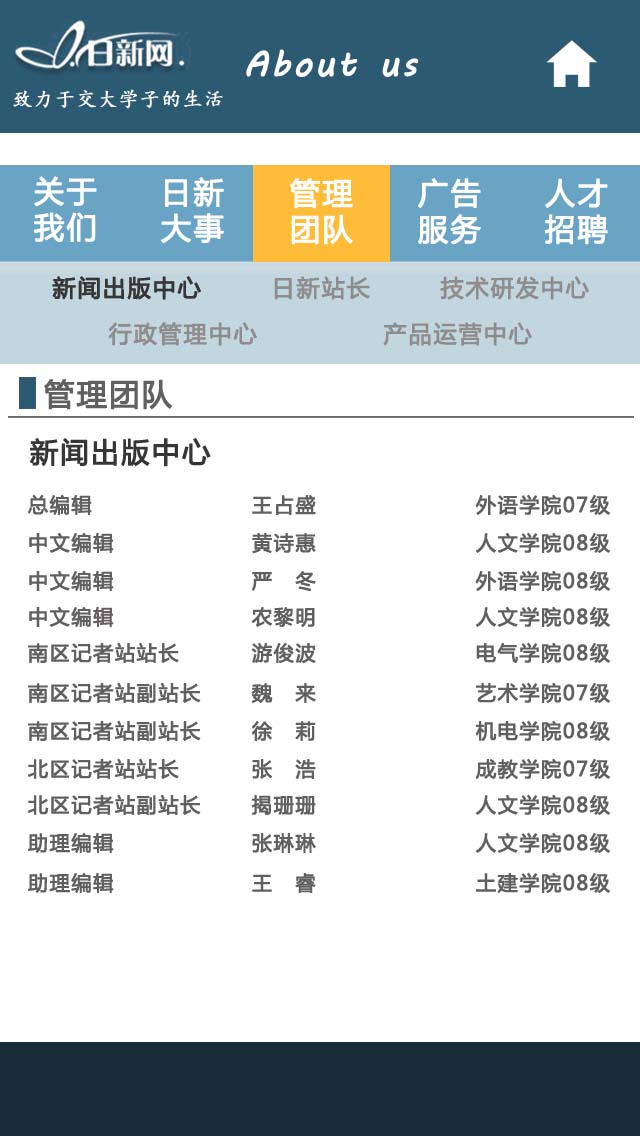 日新网.
About us
致力于交大学子的生活
关于 日新 管理 广告 人才
我们 大事 团队 服务 招聘
新闻出版中心 日新站长 技术研发中心
行政管理中心 产品运营中心
管理团队
新闻出版中心
总编辑 王占盛 外语学院07级
中文编辑 黄诗惠 人文学院08级
中文编辑 严 冬 外语学院08级
中文编辑 农黎明 人文学院08级
南区记者站站长 游俊波 电气学院08级
南区记者站副站长 魏 来 艺术学院07级
南区记者站副站长 徐 莉 机电学院08级
北区记者站站长 张 浩 成教学院07级
北区记者站副站长 揭珊珊 人文学院08级
助理编辑 张琳琳 人文学院08级
助理编辑 王 睿 土建学院08级